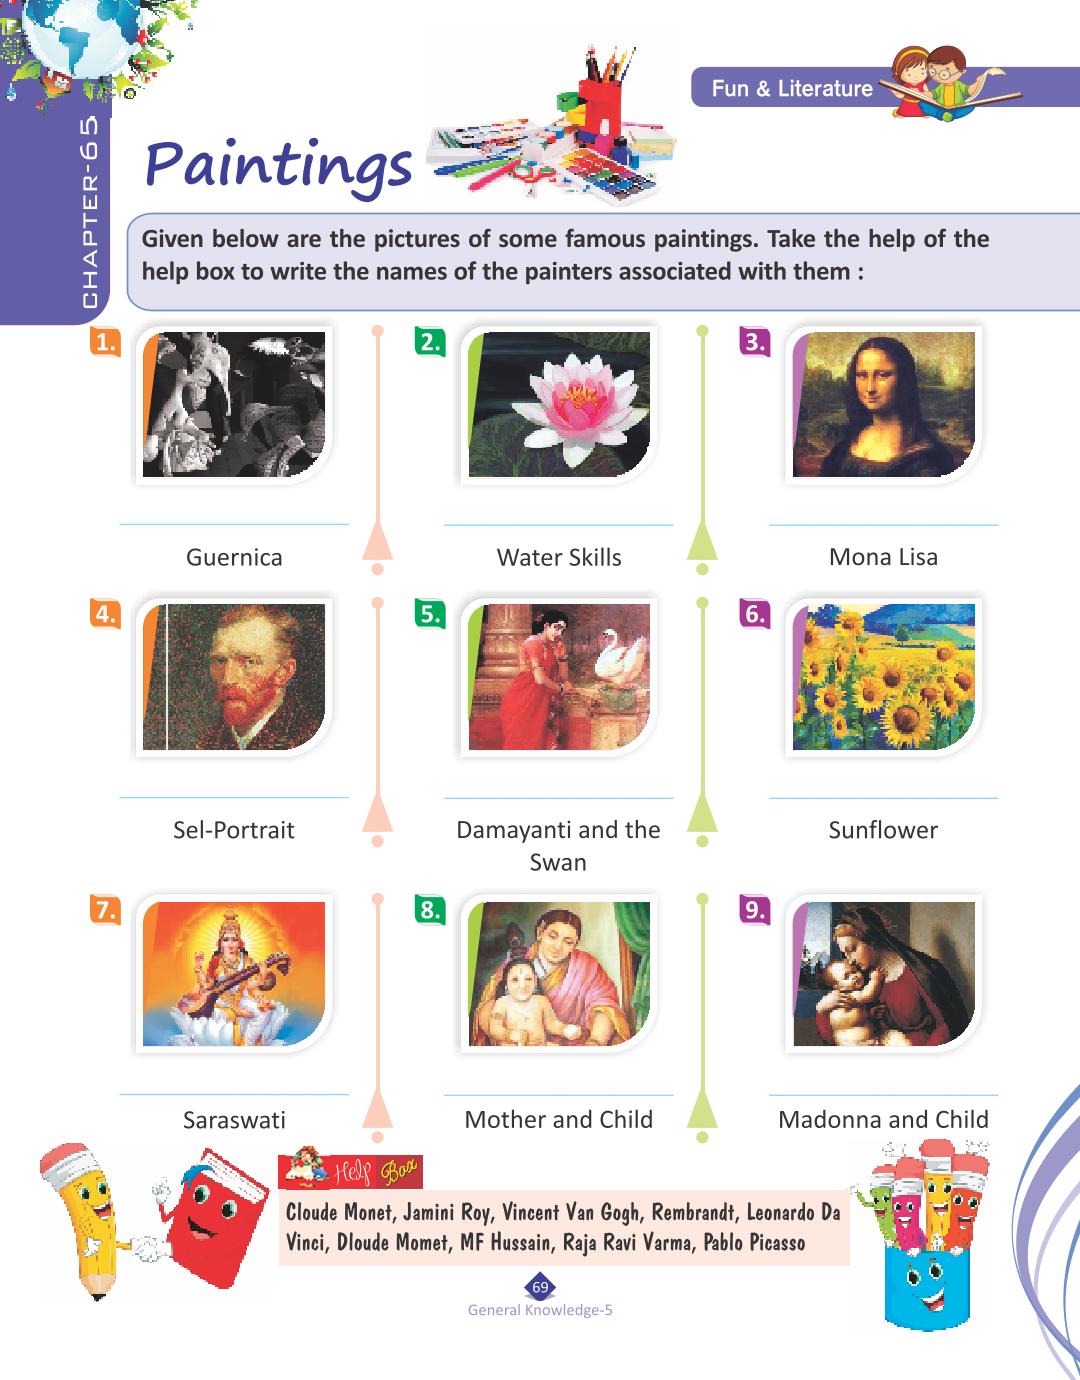 Fun & Literature
CHAPTER-65
Paintings
Given below are the pictures of some famous paintings. Take the help of the
help box to write the names of the painters associated with them :
1.
2.
3.
Guernica
Water Skills
Mona Lisa
4.
5.
6.
Sel-Portrait
Damayanti and the
Swan
Sunflower
7.
8.
9.
Saraswati
Mother and Child
Madonna and Child
Help Box
Cloude Monet, Jamini Roy, Vincent Van Gogh, Rembrandt, Leonardo Da
Vinci, Dloude Momet, MF Hussain, Raja Ravi Varma, Pablo Picasso
69
General Knowledge-5